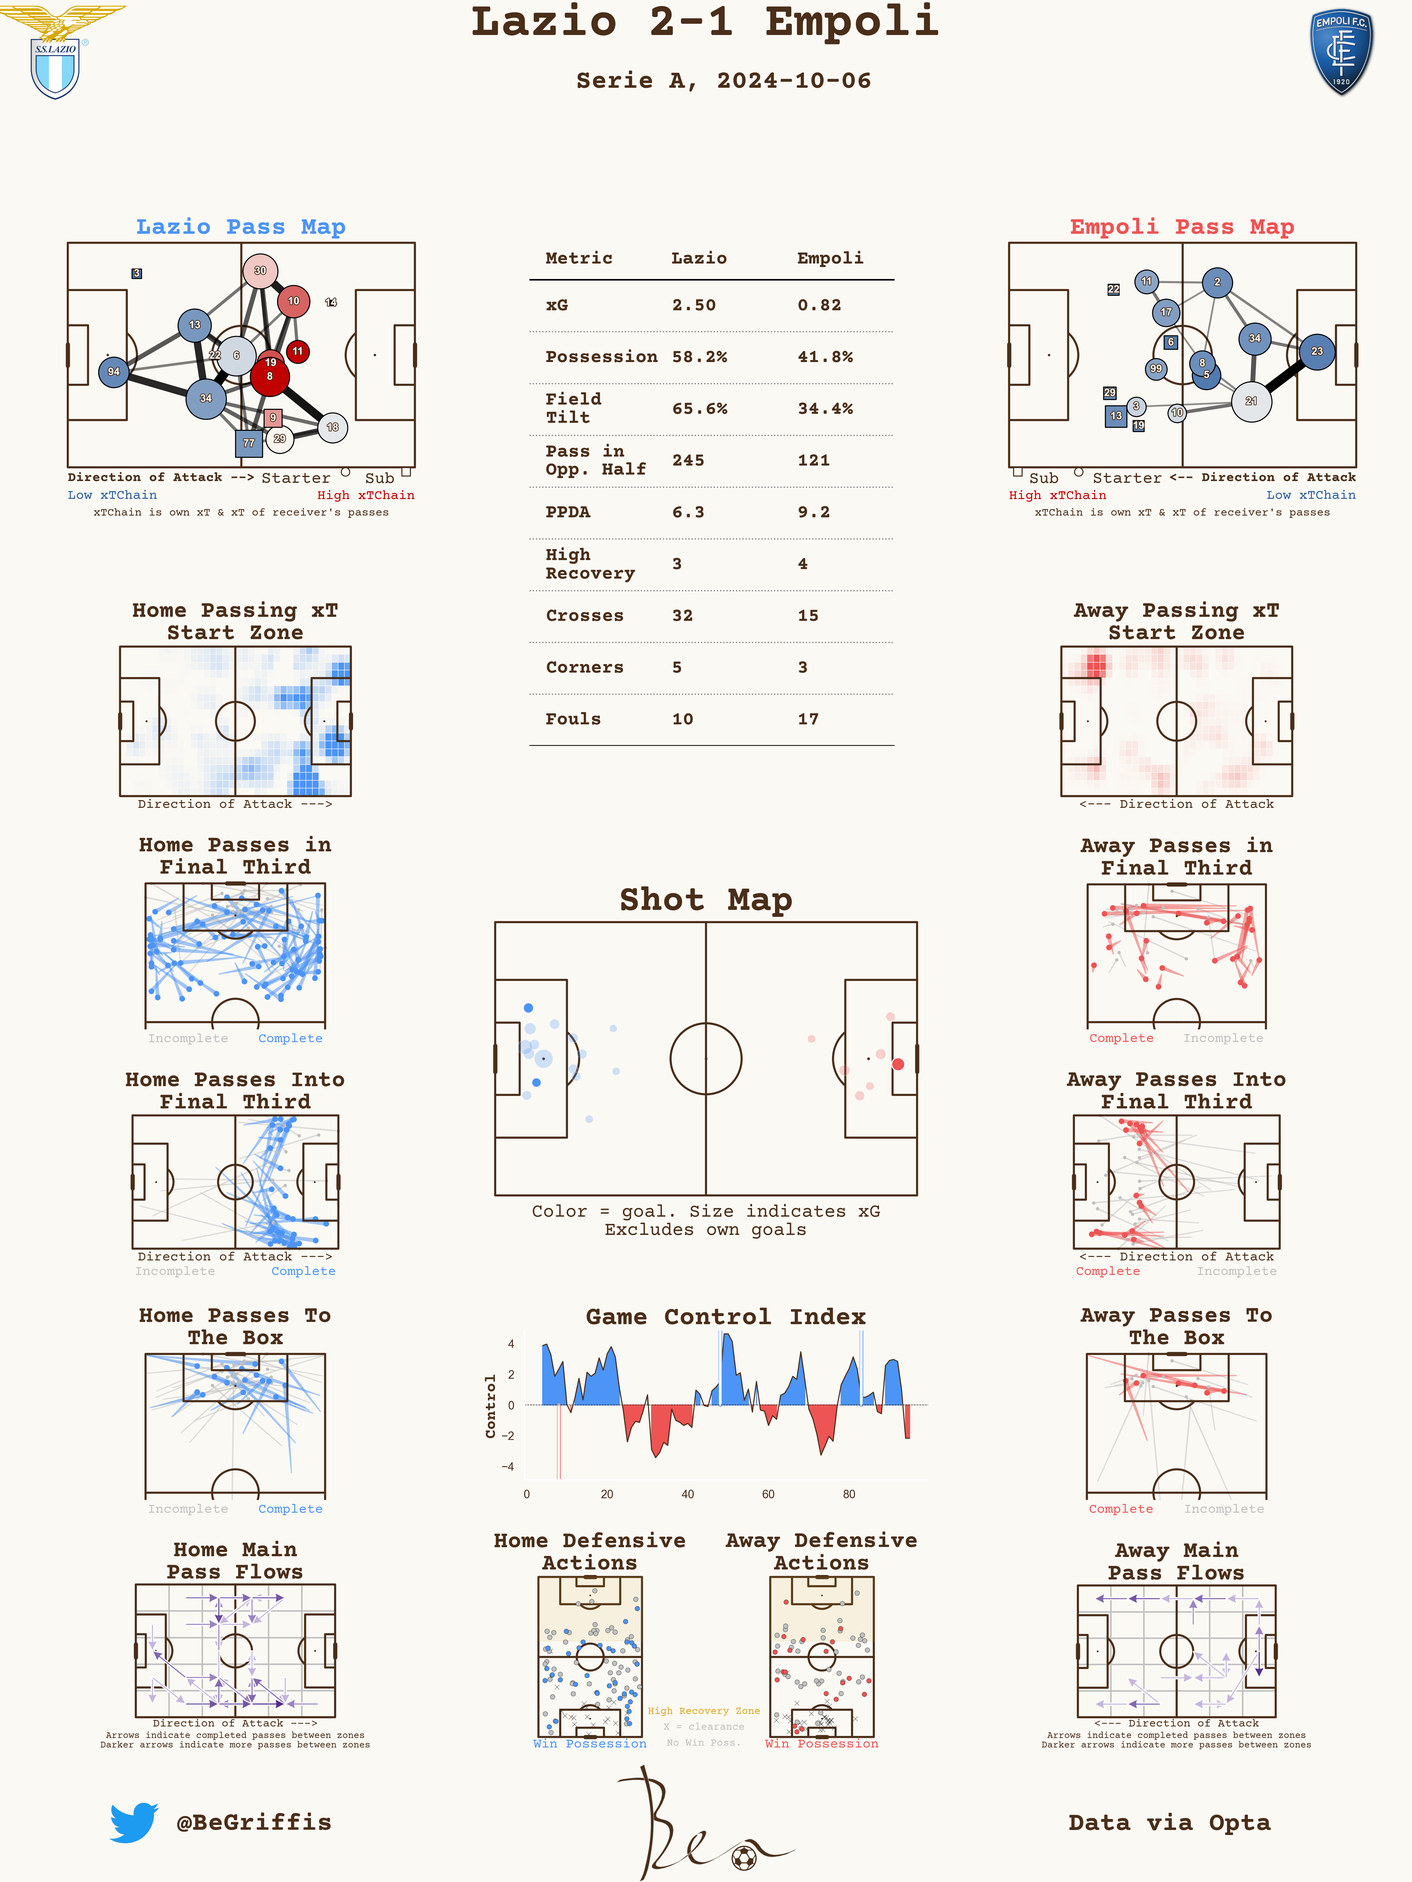 Lazio 2-1 Empoli
Serie A, 2024-10-06
S.S.LAZIO
®
EMPOLI F.C.
1920
Lazio Pass Map
3
30
10
14
13
22
6
19
11
8
94
34
9
18
77
29
Direction of Attack --> Starter Sub
Low xTChain High xTChain
xTChain is own xT & xT of receiver's passes
Metric Lazio Empoli
xG 2.50 0.82
Possession 58.2% 41.8%
Field
Tilt 65.6% 34.4%
Pass in
Opp. Half 245 121
PPDA 6.3 9.2
High
Recovery 3 4
Crosses 32 15
Corners 5 3
Fouls 10 17
Empoli Pass Map
22
11
2
17
6
34
23
99
8
5
29
3
13
19
10
21
Sub Starter <-- Direction of Attack
High xTChain Low xTChain
xTChain is own xT & xT of receiver's passes
Home Passing xT
Start Zone
Direction of Attack --->
Away Passing xT
Start Zone
<--- Direction of Attack
Home Passes in
Final Third
Incomplete Complete
Away Passes in
Final Third
Complete Incomplete
Shot Map
Color = goal. Size indicates xG
Excludes own goals
Home Passes Into
Final Third
Direction of Attack --->
Incomplete Complete
Away Passes Into
Final Third
<--- Direction of Attack
Complete Incomplete
Home Passes To
The Box
Incomplete Complete
Game Control Index
Control
4
2
0
−2
−4
0 20 40 60 80
Away Passes To
The Box
Complete Incomplete
Home Main
Pass Flows
Direction of Attack --->
Arrows indicate completed passes between zones
Darker arrows indicate more passes between zones
Home Defensive
Actions
Win Possession
Away Defensive
Actions
Win Possession
High Recovery Zone
X = clearance
No Win Poss.
Away Main
Pass Flows
<--- Direction of Attack
Arrows indicate completed passes between zones
Darker arrows indicate more passes between zones
@BeGriffis
Ben
Data via Opta